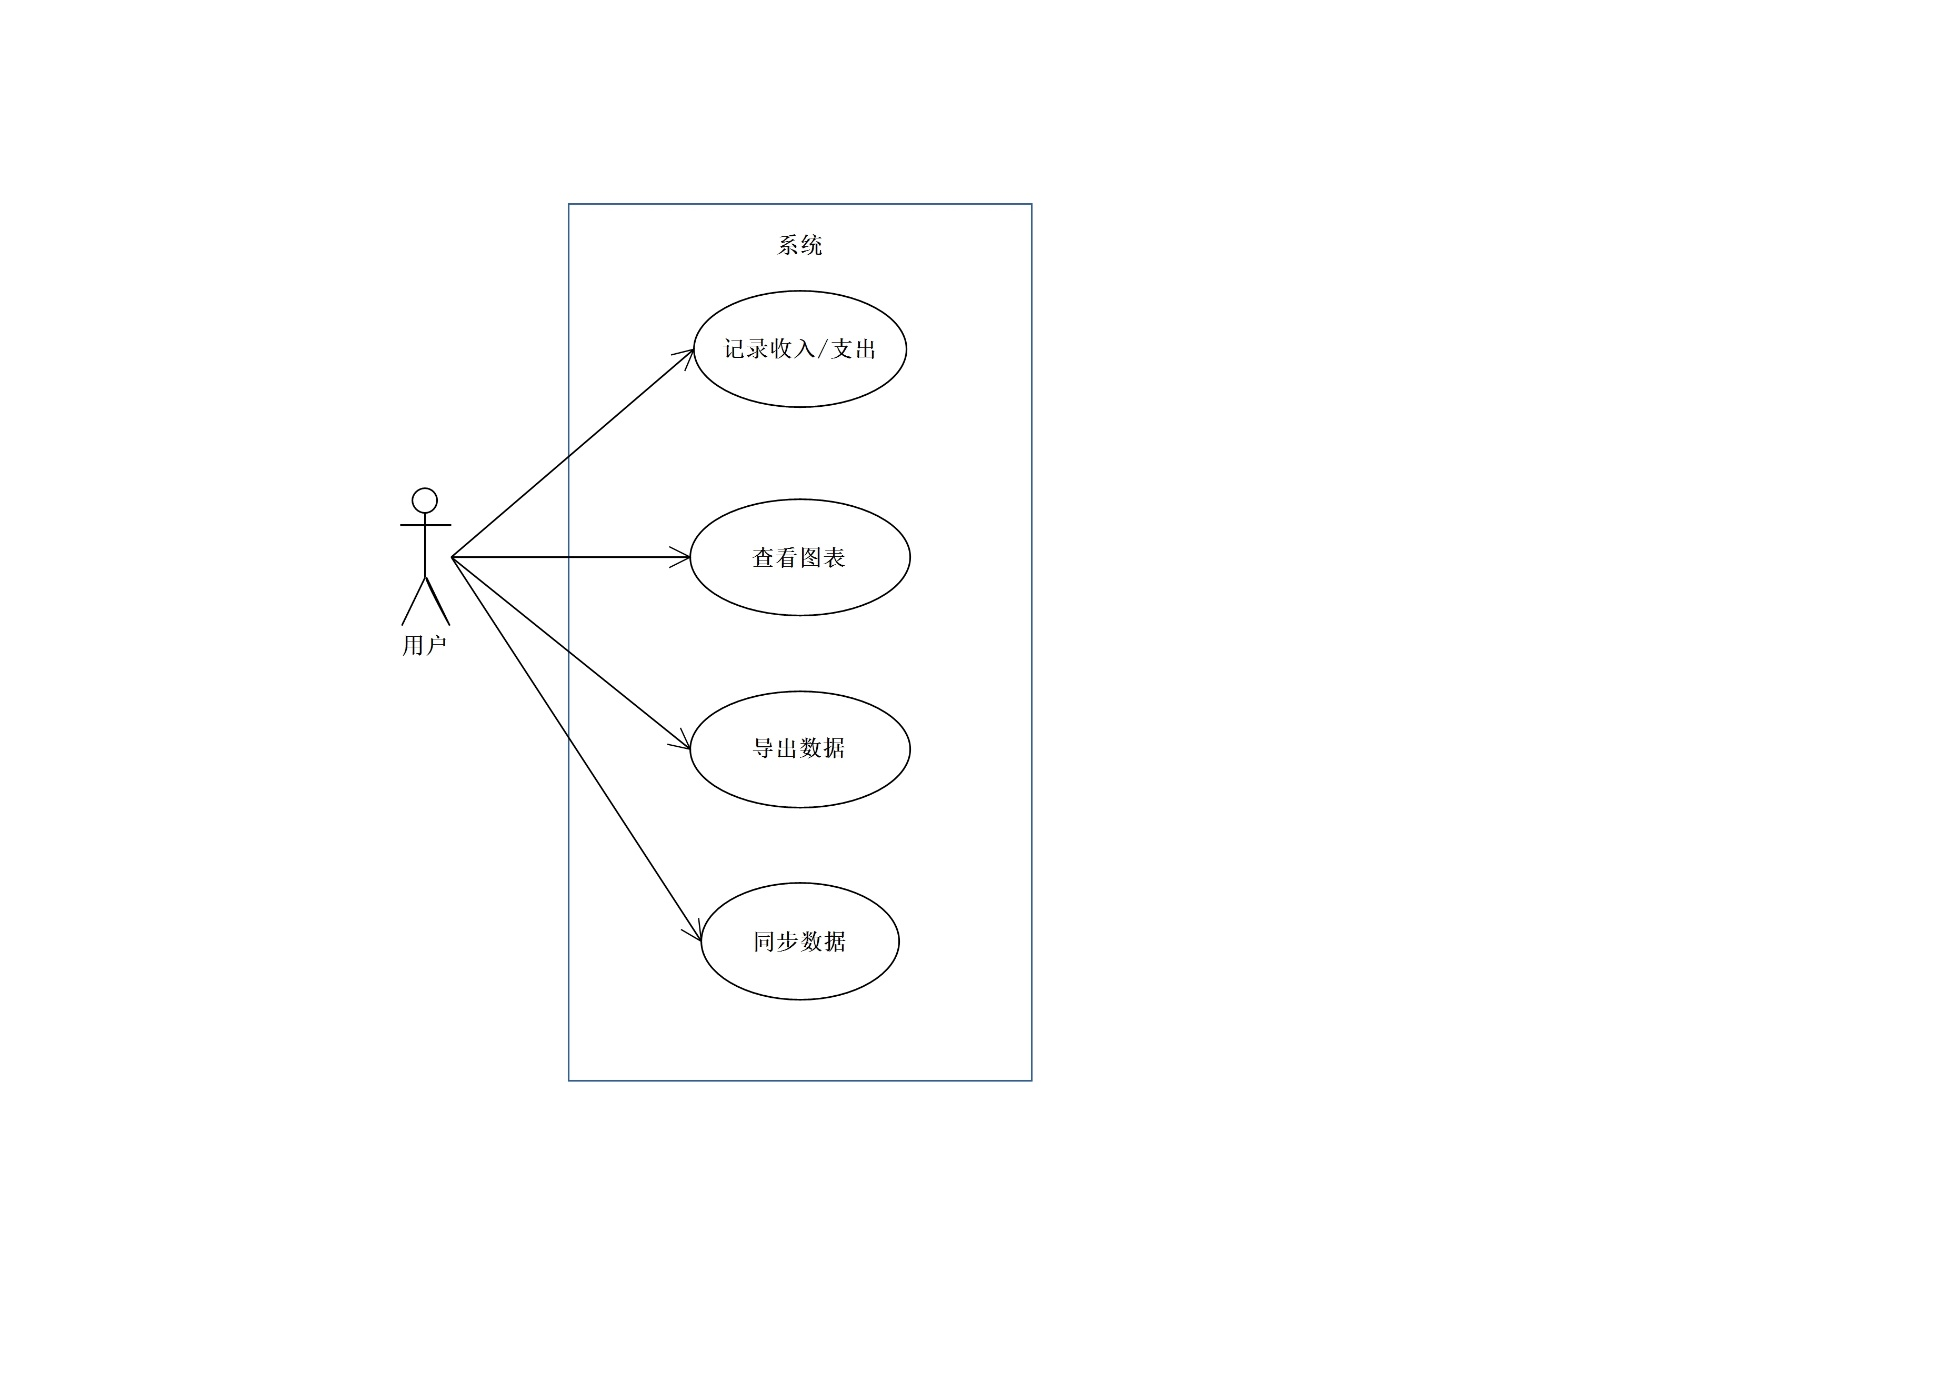 系统
记录收入/支出
查看图表
用户
导出数据
同步数据